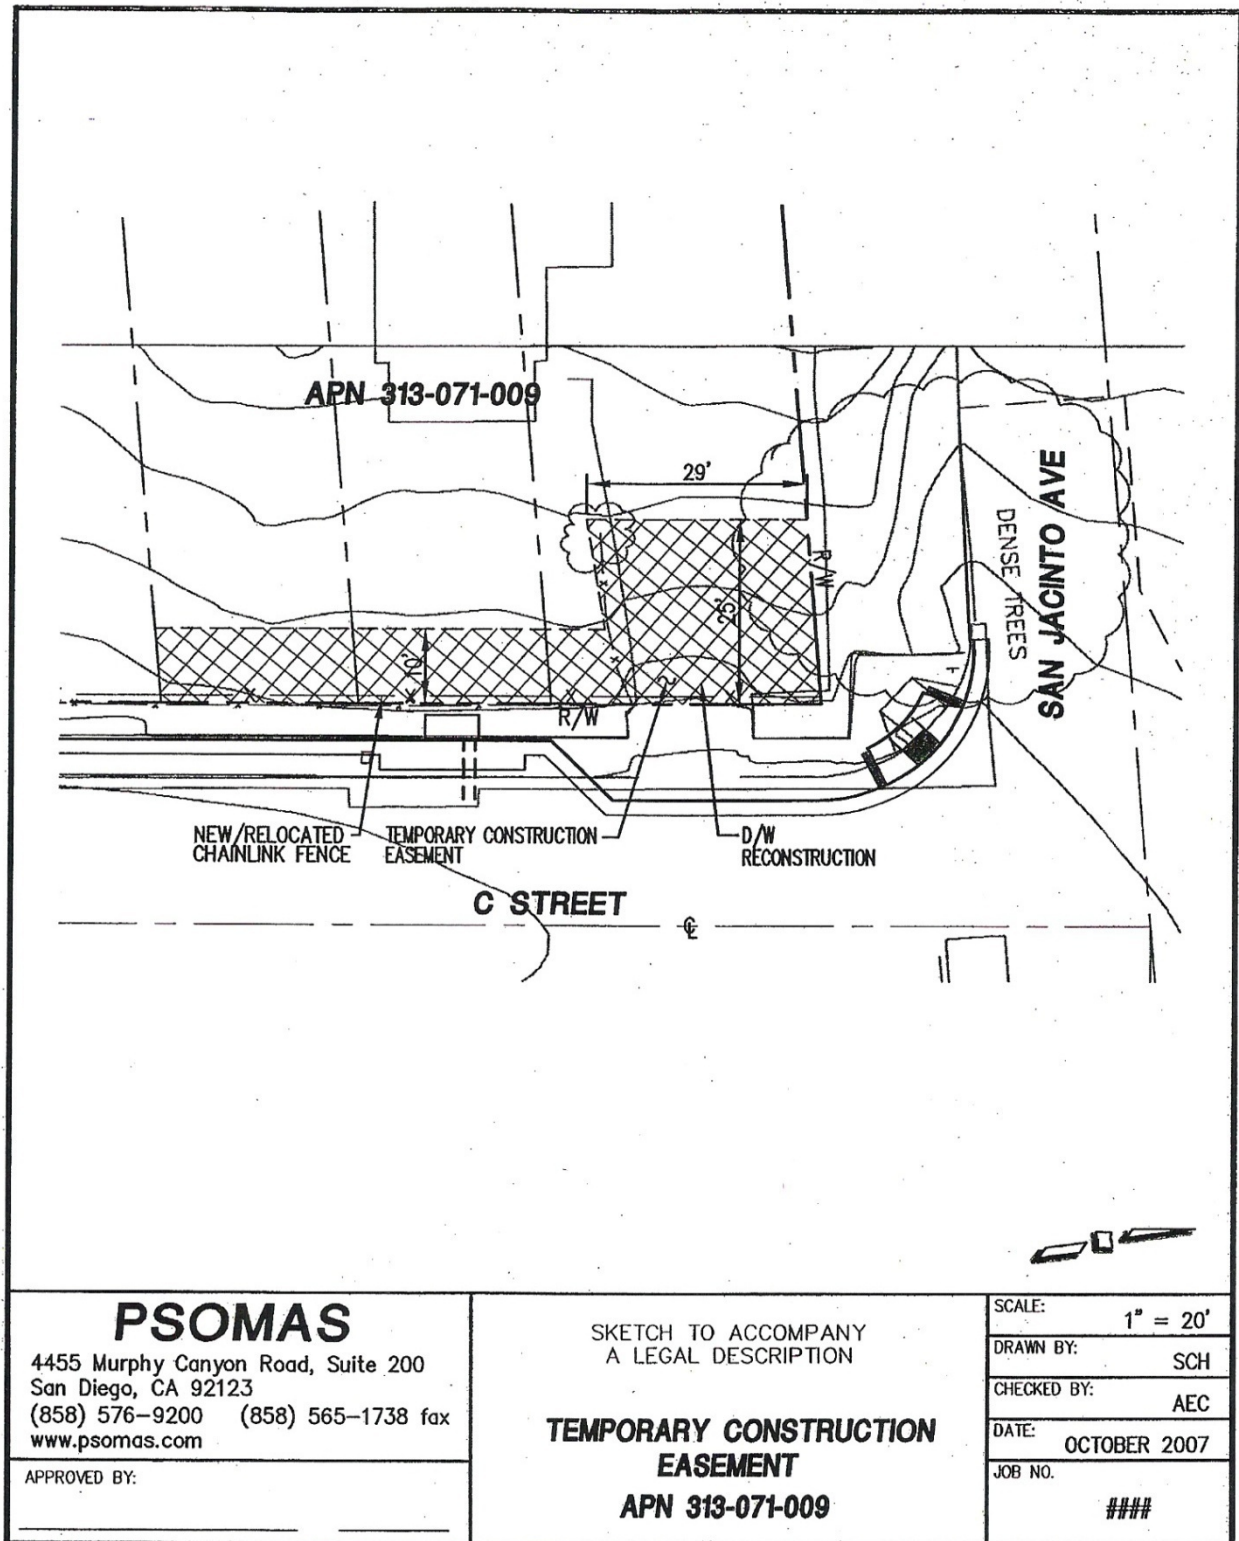 APN 313-071-009
29'
SAN JACINTO AVE
DENSE TREES
R/W
25'
10'
R/W
NEW/RELOCATED
CHAINLINK FENCE
TEMPORARY CONSTRUCTION
EASEMENT
D/W
RECONSTRUCTION
C STREET
℄
PSOMAS
4455 Murphy Canyon Road, Suite 200
San Diego, CA 92123
(858) 576-9200 (858) 565-1738 fax
www.psomas.com
APPROVED BY:
SKETCH TO ACCOMPANY
A LEGAL DESCRIPTION
TEMPORARY CONSTRUCTION
EASEMENT
APN 313-071-009
SCALE: 1" = 20'
DRAWN BY: SCH
CHECKED BY: AEC
DATE: OCTOBER 2007
JOB NO.
####